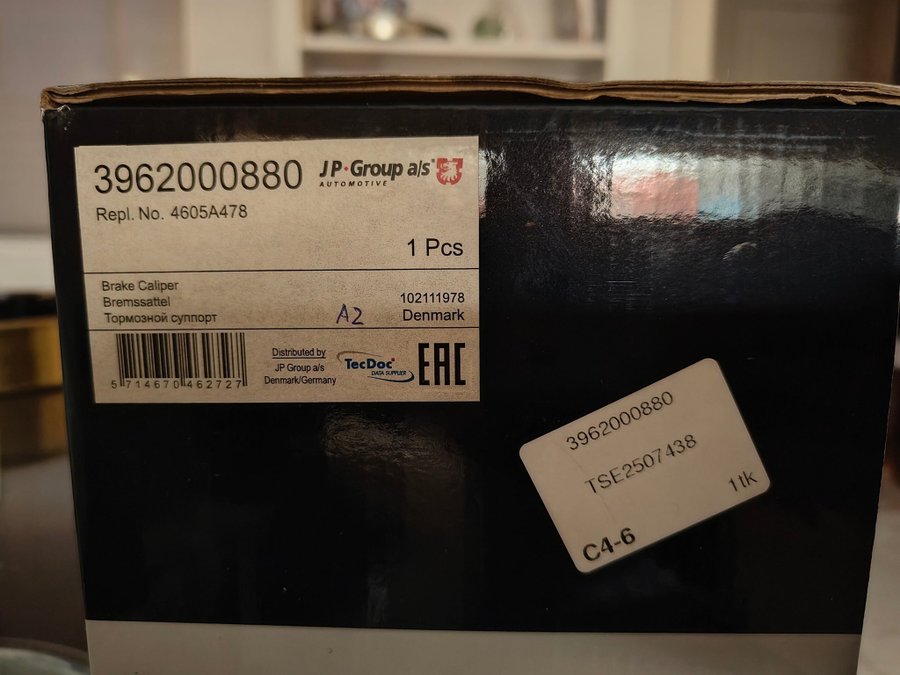 3962000880
JP·Group a/s®
AUTOMOTIVE
Repl. No. 4605A478
1 Pcs
Brake Caliper
Bremssattel
102111978
Тормозной суппорт
A2
Denmark
5 714670 462727
Distributed by
JP Group a/s
Denmark/Germany
TecDoc
DATA SUPPLIER
EAC
3962000880
TSE2507438
1tk
C4-6